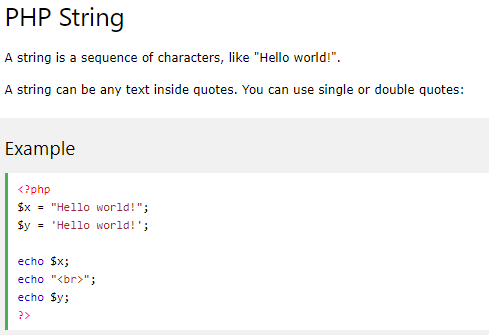 PHP String
A string is a sequence of characters, like "Hello world!".
A string can be any text inside quotes. You can use single or double quotes:
Example
<?php
$x = "Hello world!";
$y = 'Hello world!';
echo $x;
echo "<br>";
echo $y;
?>